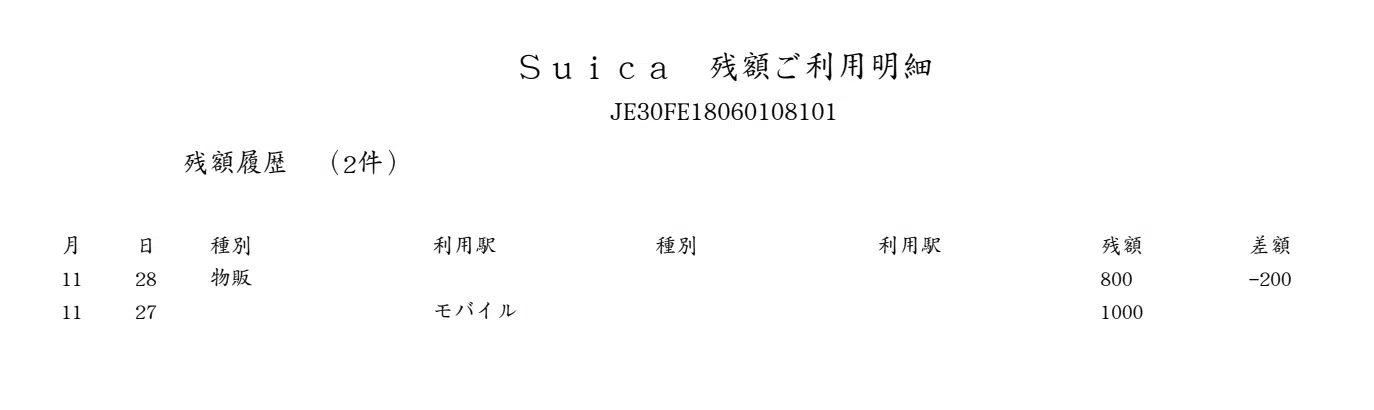 Ｓｕｉｃａ　残額ご利用明細
JE30FE18060108101
残額履歴　（2件）
月 日 種別 利用駅 種別 利用駅 残額 差額
11 28 物販 800 −200
11 27 モバイル 1000